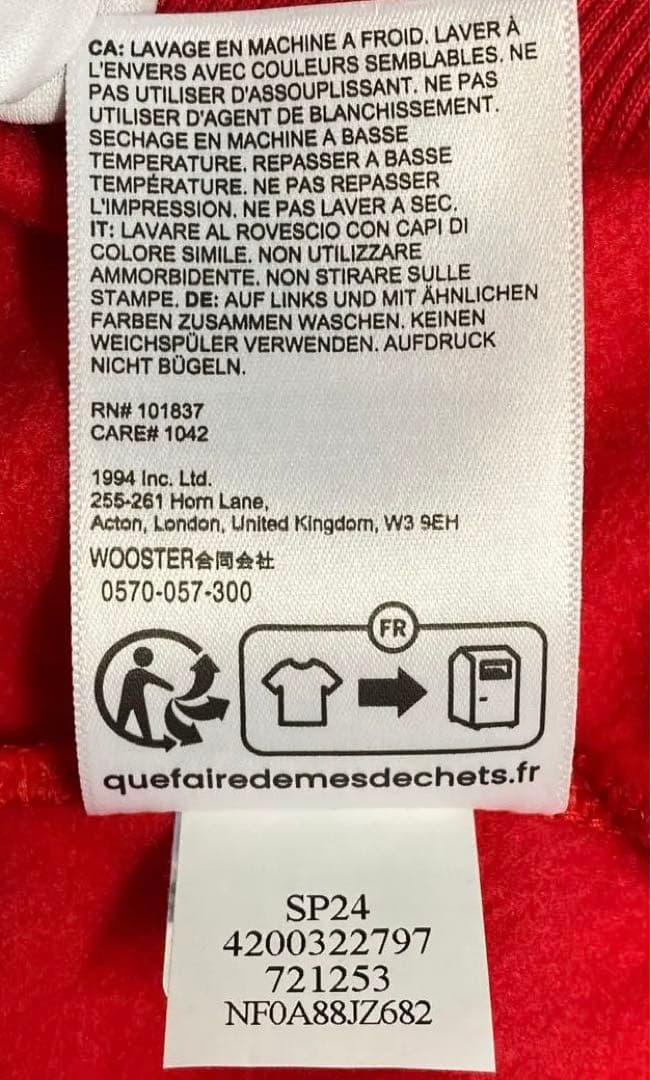 CA: LAVAGE EN MACHINE A FROID. LAVER À
L'ENVERS AVEC COULEURS SEMBLABLES. NE
PAS UTILISER D'ASSOUPLISSANT. NE PAS
UTILISER D'AGENT DE BLANCHISSEMENT.
SECHAGE EN MACHINE A BASSE
TEMPERATURE. REPASSER A BASSE
TEMPÉRATURE. NE PAS REPASSER
L'IMPRESSION. NE PAS LAVER A SEC.
IT: LAVARE AL ROVESCIO CON CAPI DI
COLORE SIMILE. NON UTILIZZARE
AMMORBIDENTE. NON STIRARE SULLE
STAMPE. DE: AUF LINKS UND MIT ÄHNLICHEN
FARBEN ZUSAMMEN WASCHEN. KEINEN
WEICHSPÜLER VERWENDEN. AUFDRUCK
NICHT BÜGELN.
RN# 101837
CARE# 1042
1994 Inc. Ltd.
255-261 Horn Lane,
Acton, London, United Kingdom, W3 9EH
WOOSTER合同会社
0570-057-300
FR
quefairedemesdechets.fr
SP24
4200322797
721253
NF0A88JZ682